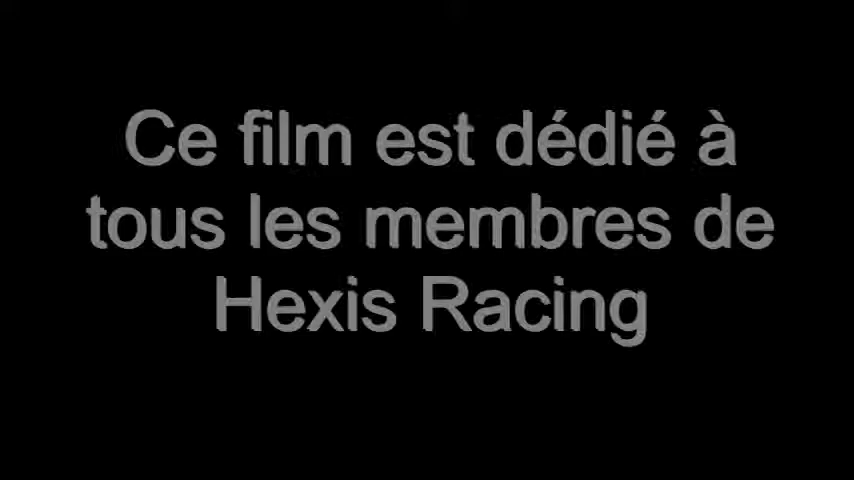 Ce film est dédié à
tous les membres de
Hexis Racing